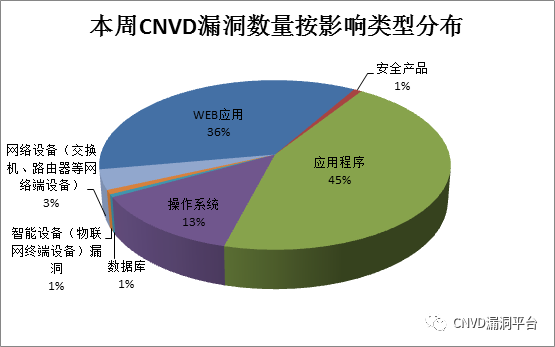 本周CNVD漏洞数量按影响类型分布
安全产品
1%
WEB应用
36%
应用程序
45%
网络设备（交换
机、路由器等网
络端设备）
3%
操作系统
13%
智能设备（物联
网终端设备）漏
洞
1%
数据库
1%
CNVD漏洞平台